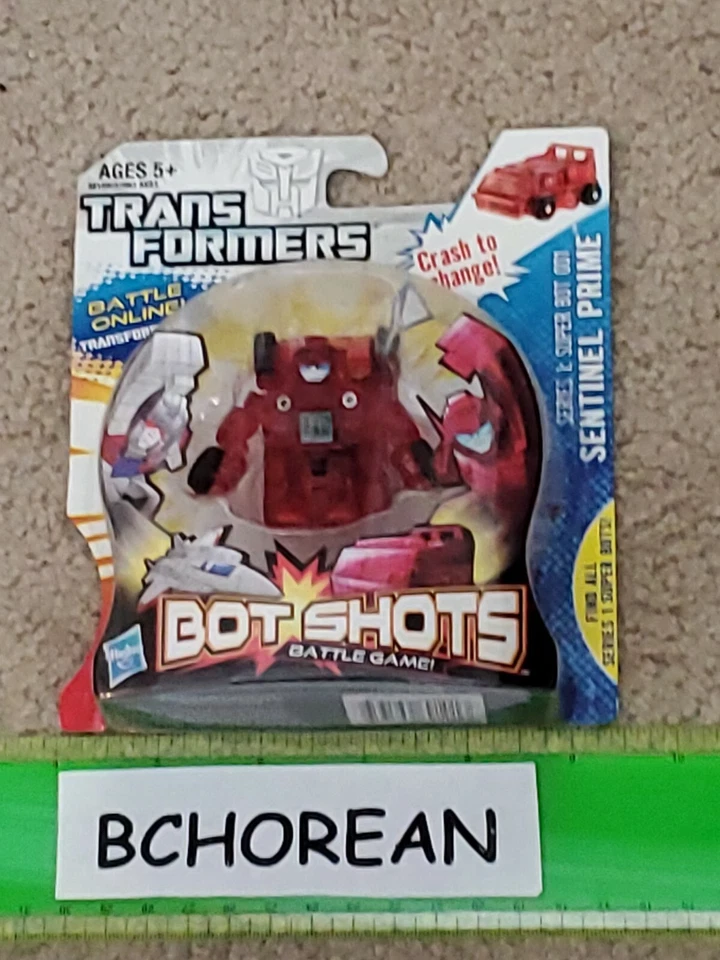 AGES 5+
TRANS
FORMERS
Crash to
change!
BATTLE
ONLINE!
TRANSFOR
SERIES 1: SUPER BOT 001
SENTINEL PRIME
FIND ALL
SERIES 1 SUPER BOTS!
BOT SHOTS
BATTLE GAME!
Hasbro
BCHOREAN